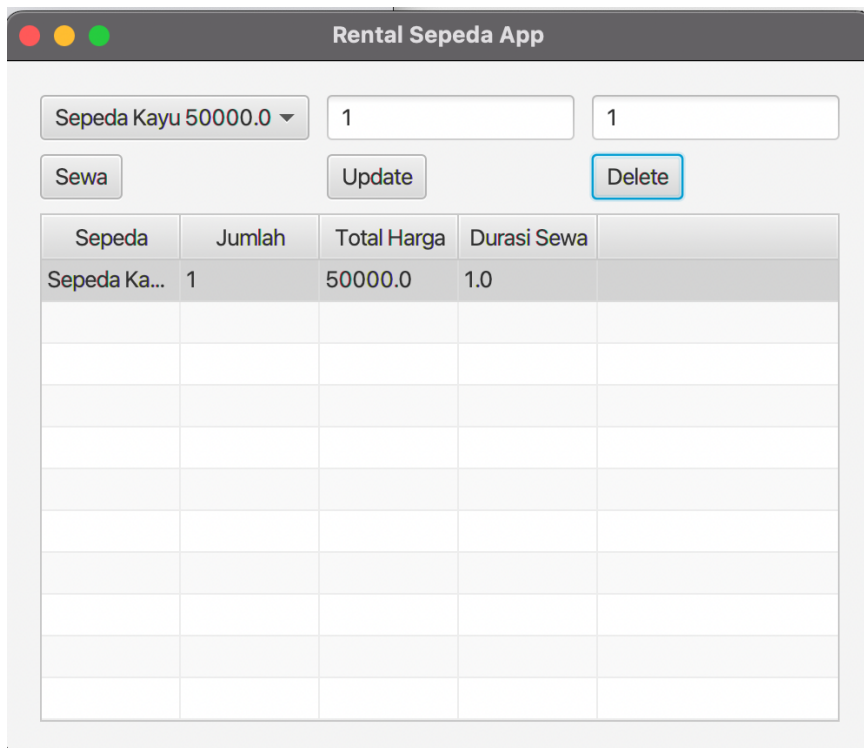 Rental Sepeda App
Sepeda Kayu 50000.0 1 1
Sewa Update Delete
Sepeda Jumlah Total Harga Durasi Sewa
Sepeda Ka... 1 50000.0 1.0